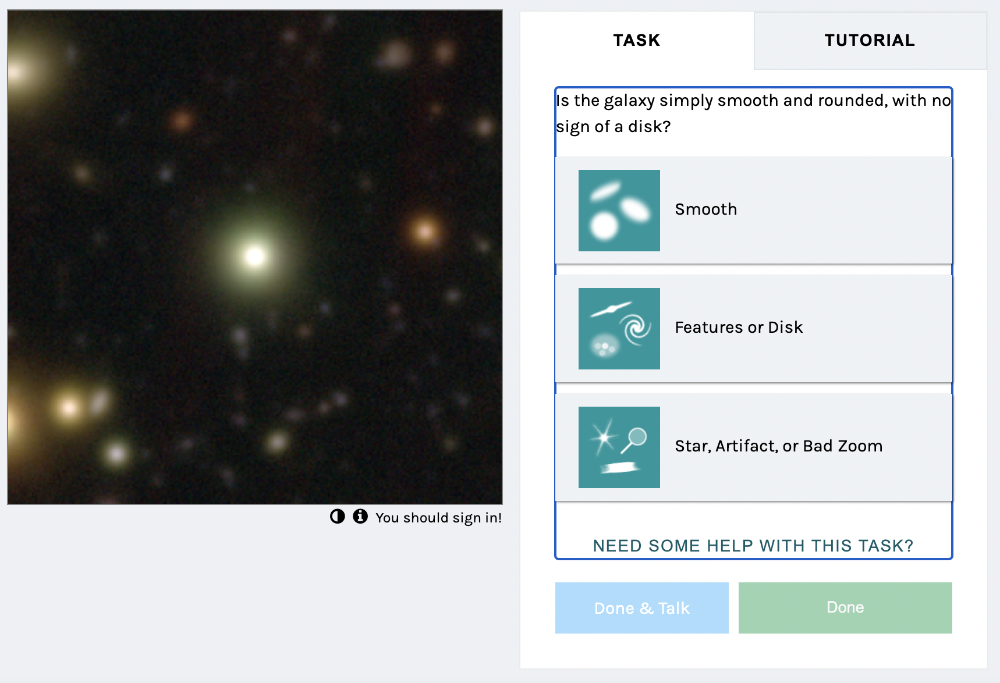 TASK
TUTORIAL
Is the galaxy simply smooth and rounded, with no
sign of a disk?
Smooth
Features or Disk
Star, Artifact, or Bad Zoom
NEED SOME HELP WITH THIS TASK?
Done & Talk
Done
You should sign in!